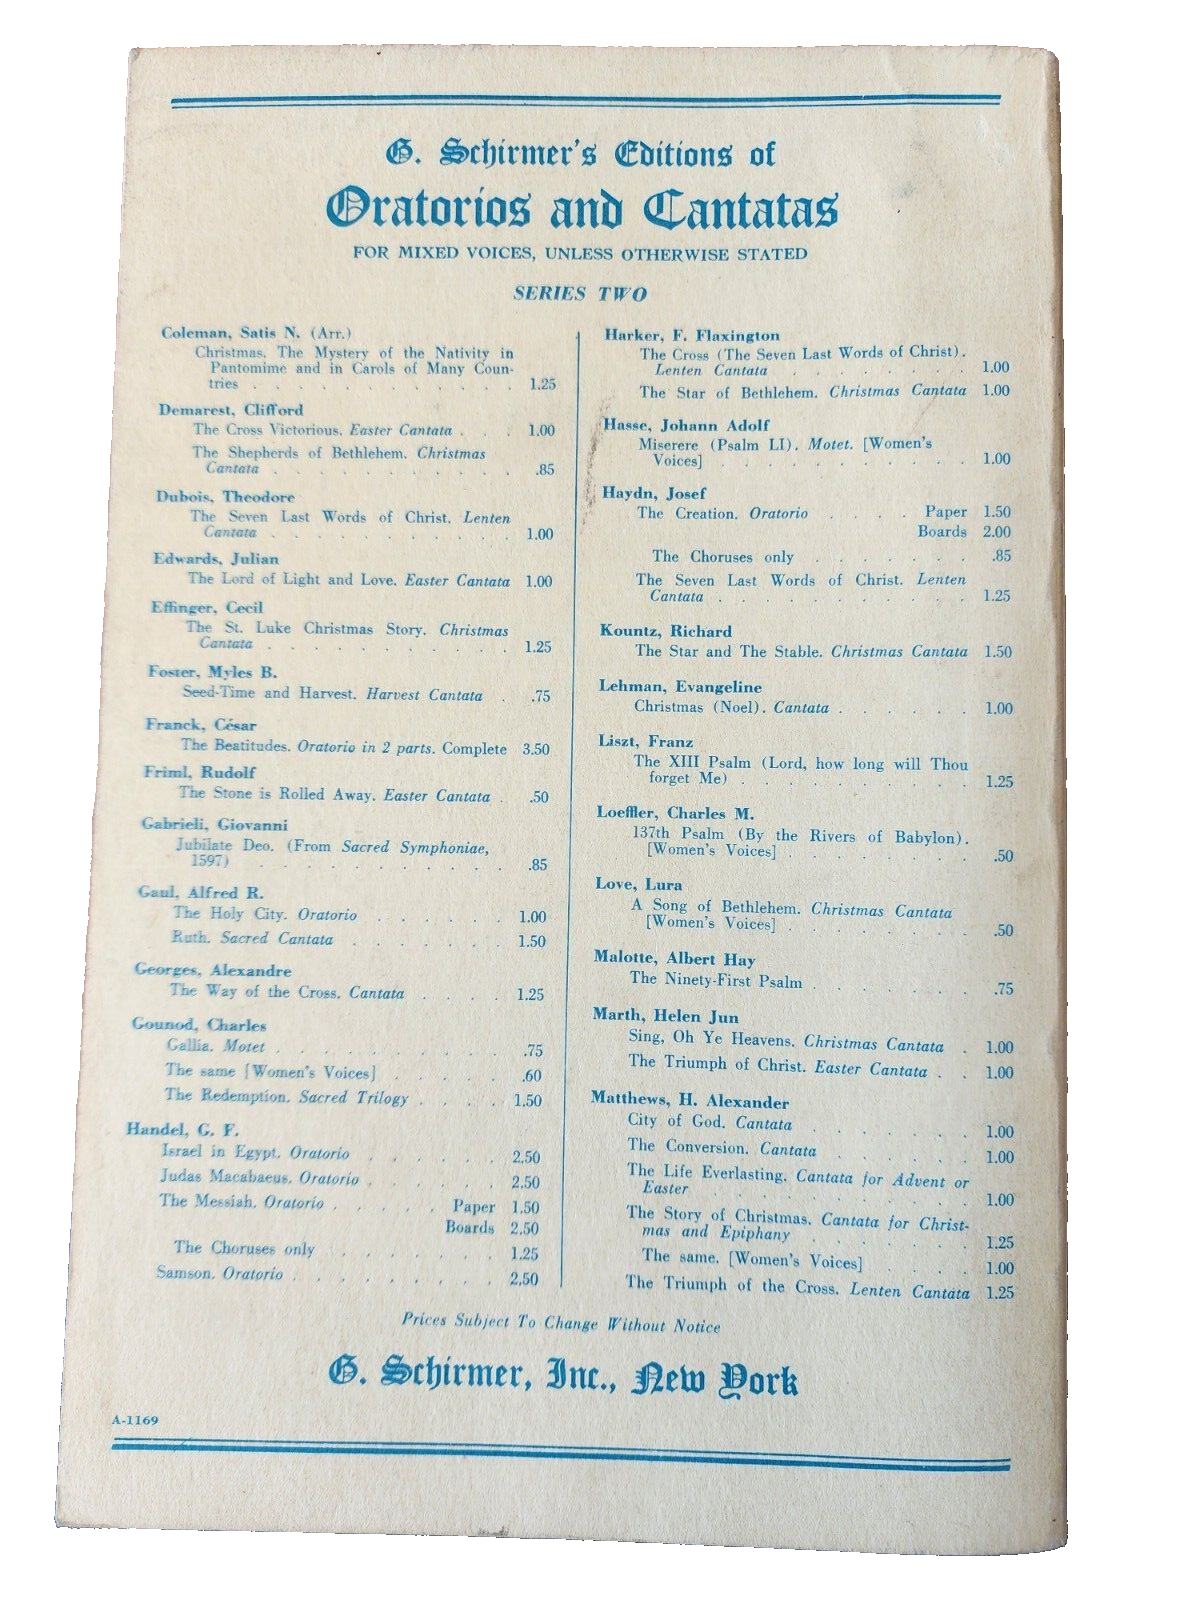 G. Schirmer's Editions of
Oratorios and Cantatas
FOR MIXED VOICES, UNLESS OTHERWISE STATED
SERIES TWO
Coleman, Satis N. (Arr.)
Christmas. The Mystery of the Nativity in
Pantomime and in Carols of Many Coun-
tries . . . . . . . . . . . 1.25
Demarest, Clifford
The Cross Victorious. Easter Cantata . . . 1.00
The Shepherds of Bethlehem. Christmas
Cantata . . . . . . . . . . .85
Dubois, Theodore
The Seven Last Words of Christ. Lenten
Cantata . . . . . . . . . . 1.00
Edwards, Julian
The Lord of Light and Love. Easter Cantata 1.00
Effinger, Cecil
The St. Luke Christmas Story. Christmas
Cantata . . . . . . . . . . 1.25
Foster, Myles B.
Seed-Time and Harvest. Harvest Cantata . .75
Franck, César
The Beatitudes. Oratorio in 2 parts. Complete 3.50
Friml, Rudolf
The Stone is Rolled Away. Easter Cantata . .50
Gabrieli, Giovanni
Jubilate Deo. (From Sacred Symphoniae,
1597) . . . . . . . . . . .85
Gaul, Alfred R.
The Holy City. Oratorio . . . . . . 1.00
Ruth. Sacred Cantata . . . . . . . 1.50
Georges, Alexandre
The Way of the Cross. Cantata . . . . 1.25
Gounod, Charles
Gallia. Motet . . . . . . . . . .75
The same [Women's Voices] . . . . . .60
The Redemption. Sacred Trilogy . . . . 1.50
Handel, G. F.
Israel in Egypt. Oratorio . . . . . . 2.50
Judas Macabaeus. Oratorio . . . . . . 2.50
The Messiah. Oratorio . . . . . Paper 1.50
Boards 2.50
The Choruses only . . . . . . . 1.25
Samson. Oratorio . . . . . . . . . 2.50
Harker, F. Flaxington
The Cross (The Seven Last Words of Christ).
Lenten Cantata . . . . . . . 1.00
The Star of Bethlehem. Christmas Cantata 1.00
Hasse, Johann Adolf
Miserere (Psalm LI). Motet. [Women's
Voices] . . . . . . . . . . 1.00
Haydn, Josef
The Creation. Oratorio . . . . Paper 1.50
Boards 2.00
The Choruses only . . . . . . .85
The Seven Last Words of Christ. Lenten
Cantata . . . . . . . . . . 1.25
Kountz, Richard
The Star and The Stable. Christmas Cantata 1.50
Lehman, Evangeline
Christmas (Noel). Cantata . . . . . . 1.00
Liszt, Franz
The XIII Psalm (Lord, how long will Thou
forget Me) . . . . . . . . . 1.25
Loeffler, Charles M.
137th Psalm (By the Rivers of Babylon).
[Women's Voices] . . . . . . . . .50
Love, Lura
A Song of Bethlehem. Christmas Cantata
[Women's Voices] . . . . . . . . .50
Malotte, Albert Hay
The Ninety-First Psalm . . . . . . . .75
Marth, Helen Jun
Sing, Oh Ye Heavens. Christmas Cantata . 1.00
The Triumph of Christ. Easter Cantata . . 1.00
Matthews, H. Alexander
City of God. Cantata . . . . . . . 1.00
The Conversion. Cantata . . . . . . 1.00
The Life Everlasting. Cantata for Advent or
Easter . . . . . . . . . . 1.00
The Story of Christmas. Cantata for Christ-
mas and Epiphany . . . . . . . 1.25
The same. [Women's Voices] . . . . 1.00
The Triumph of the Cross. Lenten Cantata 1.25
Prices Subject To Change Without Notice
G. Schirmer, Inc., New York
A-1169